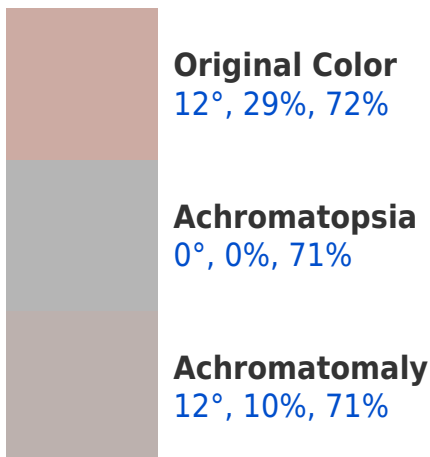 Original Color
12°, 29%, 72%
Achromatopsia
0°, 0%, 71%
Achromatomaly
12°, 10%, 71%